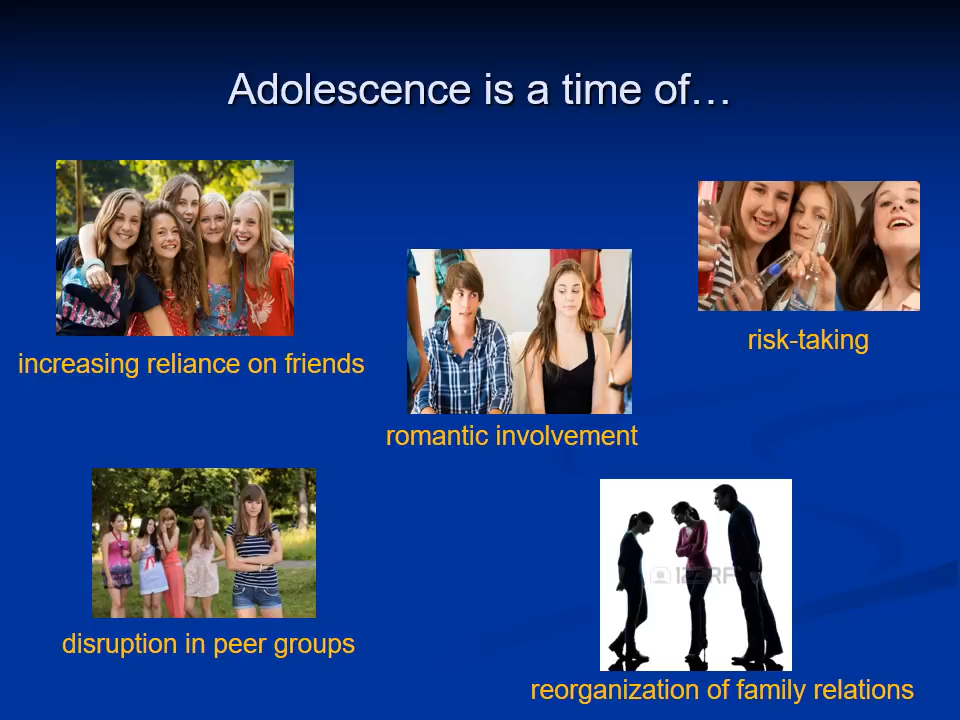 Adolescence is a time of…
increasing reliance on friends
romantic involvement
risk-taking
disruption in peer groups
reorganization of family relations